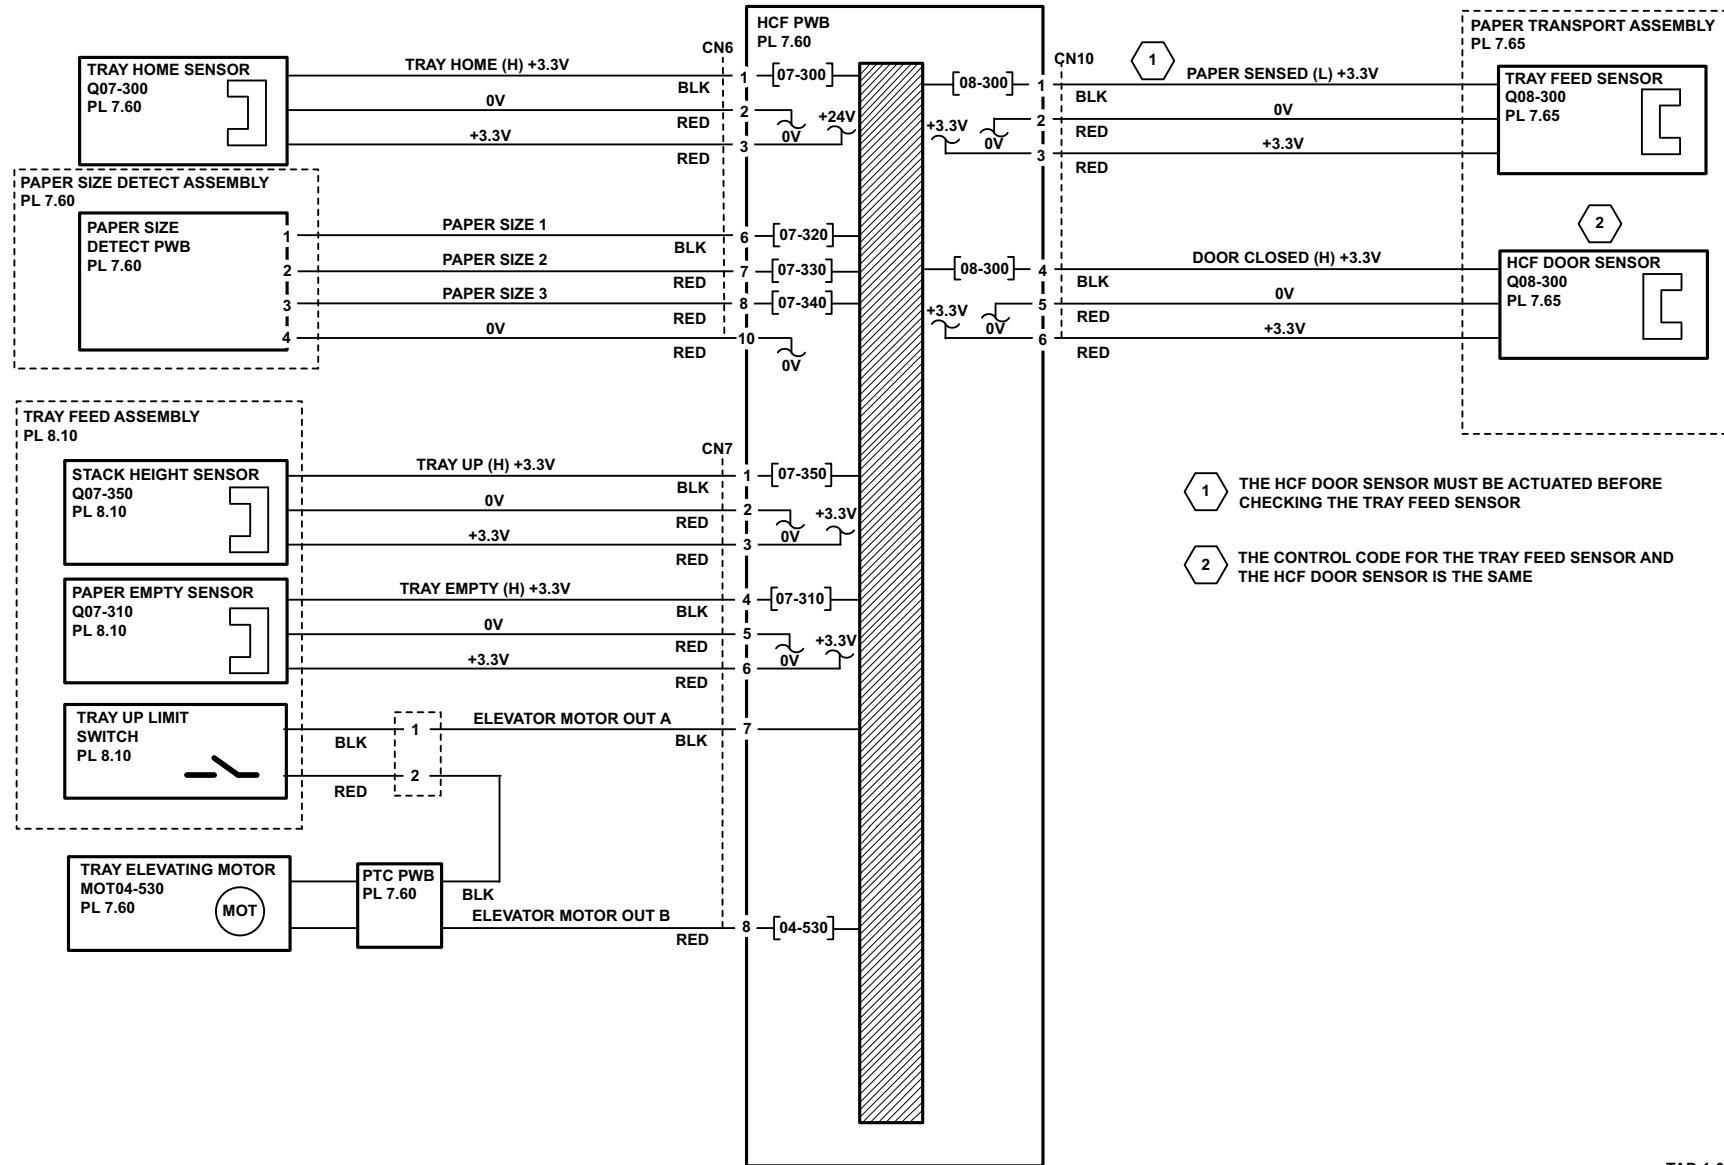 HCF PWB
PL 7.60
CN6
TRAY HOME SENSOR
Q07-300
PL 7.60
TRAY HOME (H) +3.3V
BLK
1
[07-300]
0V
RED
2
0V
+24V
+3.3V
RED
3
PAPER SIZE DETECT ASSEMBLY
PL 7.60
PAPER SIZE
DETECT PWB
PL 7.60
1
PAPER SIZE 1
BLK
6
[07-320]
2
PAPER SIZE 2
RED
7
[07-330]
3
PAPER SIZE 3
RED
8
[07-340]
4
0V
RED
10
0V
TRAY FEED ASSEMBLY
PL 8.10
CN7
STACK HEIGHT SENSOR
Q07-350
PL 8.10
TRAY UP (H) +3.3V
BLK
1
[07-350]
0V
RED
2
0V
+3.3V
+3.3V
RED
3
PAPER EMPTY SENSOR
Q07-310
PL 8.10
TRAY EMPTY (H) +3.3V
BLK
4
[07-310]
0V
RED
5
0V
+3.3V
+3.3V
RED
6
TRAY UP LIMIT
SWITCH
PL 8.10
BLK
1
ELEVATOR MOTOR OUT A
BLK
7
RED
2
TRAY ELEVATING MOTOR
MOT04-530
PL 7.60
MOT
PTC PWB
PL 7.60
BLK
ELEVATOR MOTOR OUT B
RED
8
[04-530]
CN10
1
PAPER TRANSPORT ASSEMBLY
PL 7.65
[08-300]
1
BLK
PAPER SENSED (L) +3.3V
TRAY FEED SENSOR
Q08-300
PL 7.65
+3.3V
0V
2
RED
0V
3
RED
+3.3V
2
[08-300]
4
BLK
DOOR CLOSED (H) +3.3V
HCF DOOR SENSOR
Q08-300
PL 7.65
+3.3V
0V
5
RED
0V
6
RED
+3.3V
1 THE HCF DOOR SENSOR MUST BE ACTUATED BEFORE
CHECKING THE TRAY FEED SENSOR
2 THE CONTROL CODE FOR THE TRAY FEED SENSOR AND
THE HCF DOOR SENSOR IS THE SAME